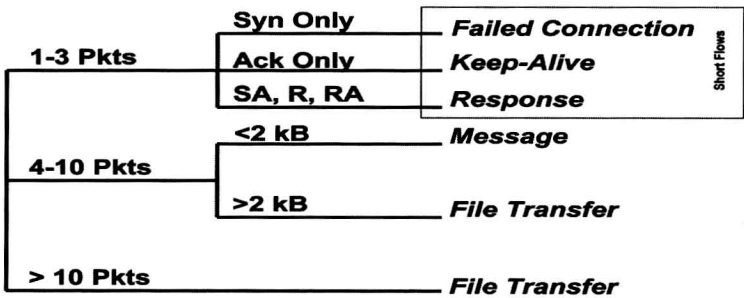 Syn Only
Failed Connection
1-3 Pkts
Ack Only
Keep-Alive
SA, R, RA
Response
Short Flows
<2 kB
Message
4-10 Pkts
>2 kB
File Transfer
> 10 Pkts
File Transfer